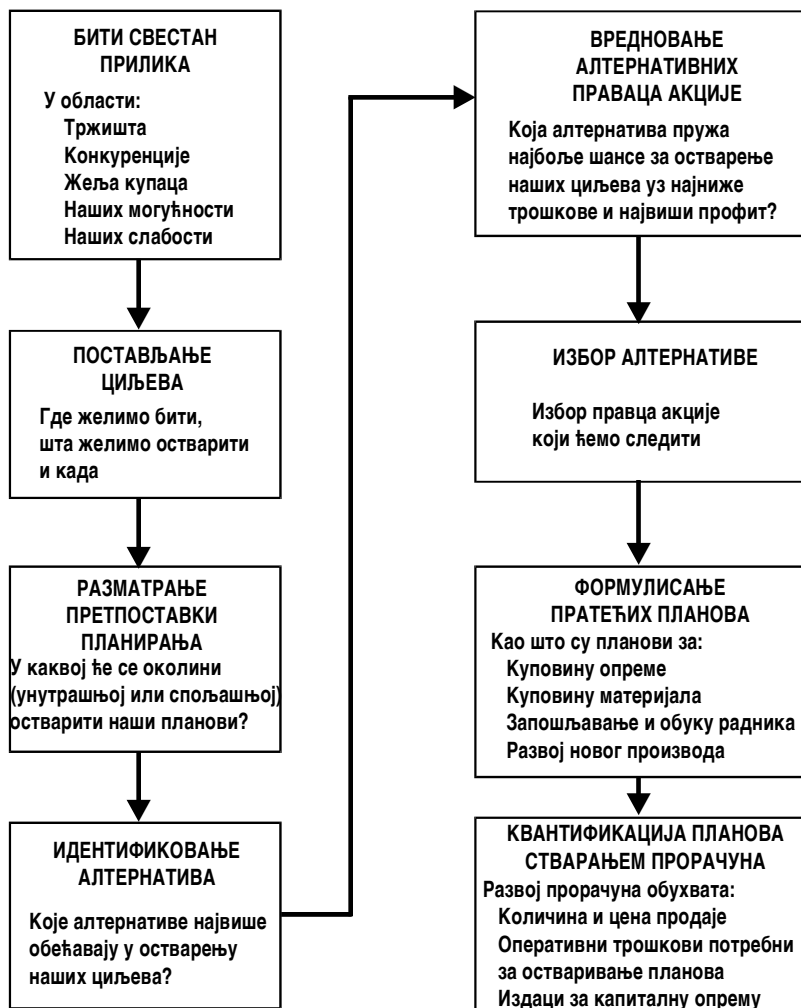 БИТИ СВЕСТАН
ПРИЛИКА
У области:
Тржишта
Конкуренције
Жеља купаца
Наших могућности
Наших слабости
ПОСТАВЉАЊЕ
ЦИЉЕВА
Где желимо бити,
шта желимо остварити
и када
РАЗМАТРАЊЕ
ПРЕТПОСТАВКИ
ПЛАНИРАЊА
У каквој ће се околини
(унутрашњој или спољашњој)
остварити наши планови?
ИДЕНТИФИКОВАЊЕ
АЛТЕРНАТИВА
Које алтернативе највише
обећавају у остварењу
наших циљева?
ВРЕДНОВАЊЕ
АЛТЕРНАТИВНИХ
ПРАВАЦА АКЦИЈЕ
Која алтернатива пружа
најбоље шансе за остварење
наших циљева уз најниже
трошкове и највиши профит?
ИЗБОР АЛТЕРНАТИВЕ
Избор правца акције
који ћемо следити
ФОРМУЛИСАЊЕ
ПРАТЕЋИХ ПЛАНОВА
Као што су планови за:
Куповину опреме
Куповину материјала
Запошљавање и обуку радника
Развој новог производа
КВАНТИФИКАЦИЈА ПЛАНОВА
СТВАРАЊЕМ ПРОРАЧУНА
Развој прорачуна обухвата:
Количина и цена продаје
Оперативни трошкови потребни
за остваривање планова
Издаци за капиталну опрему